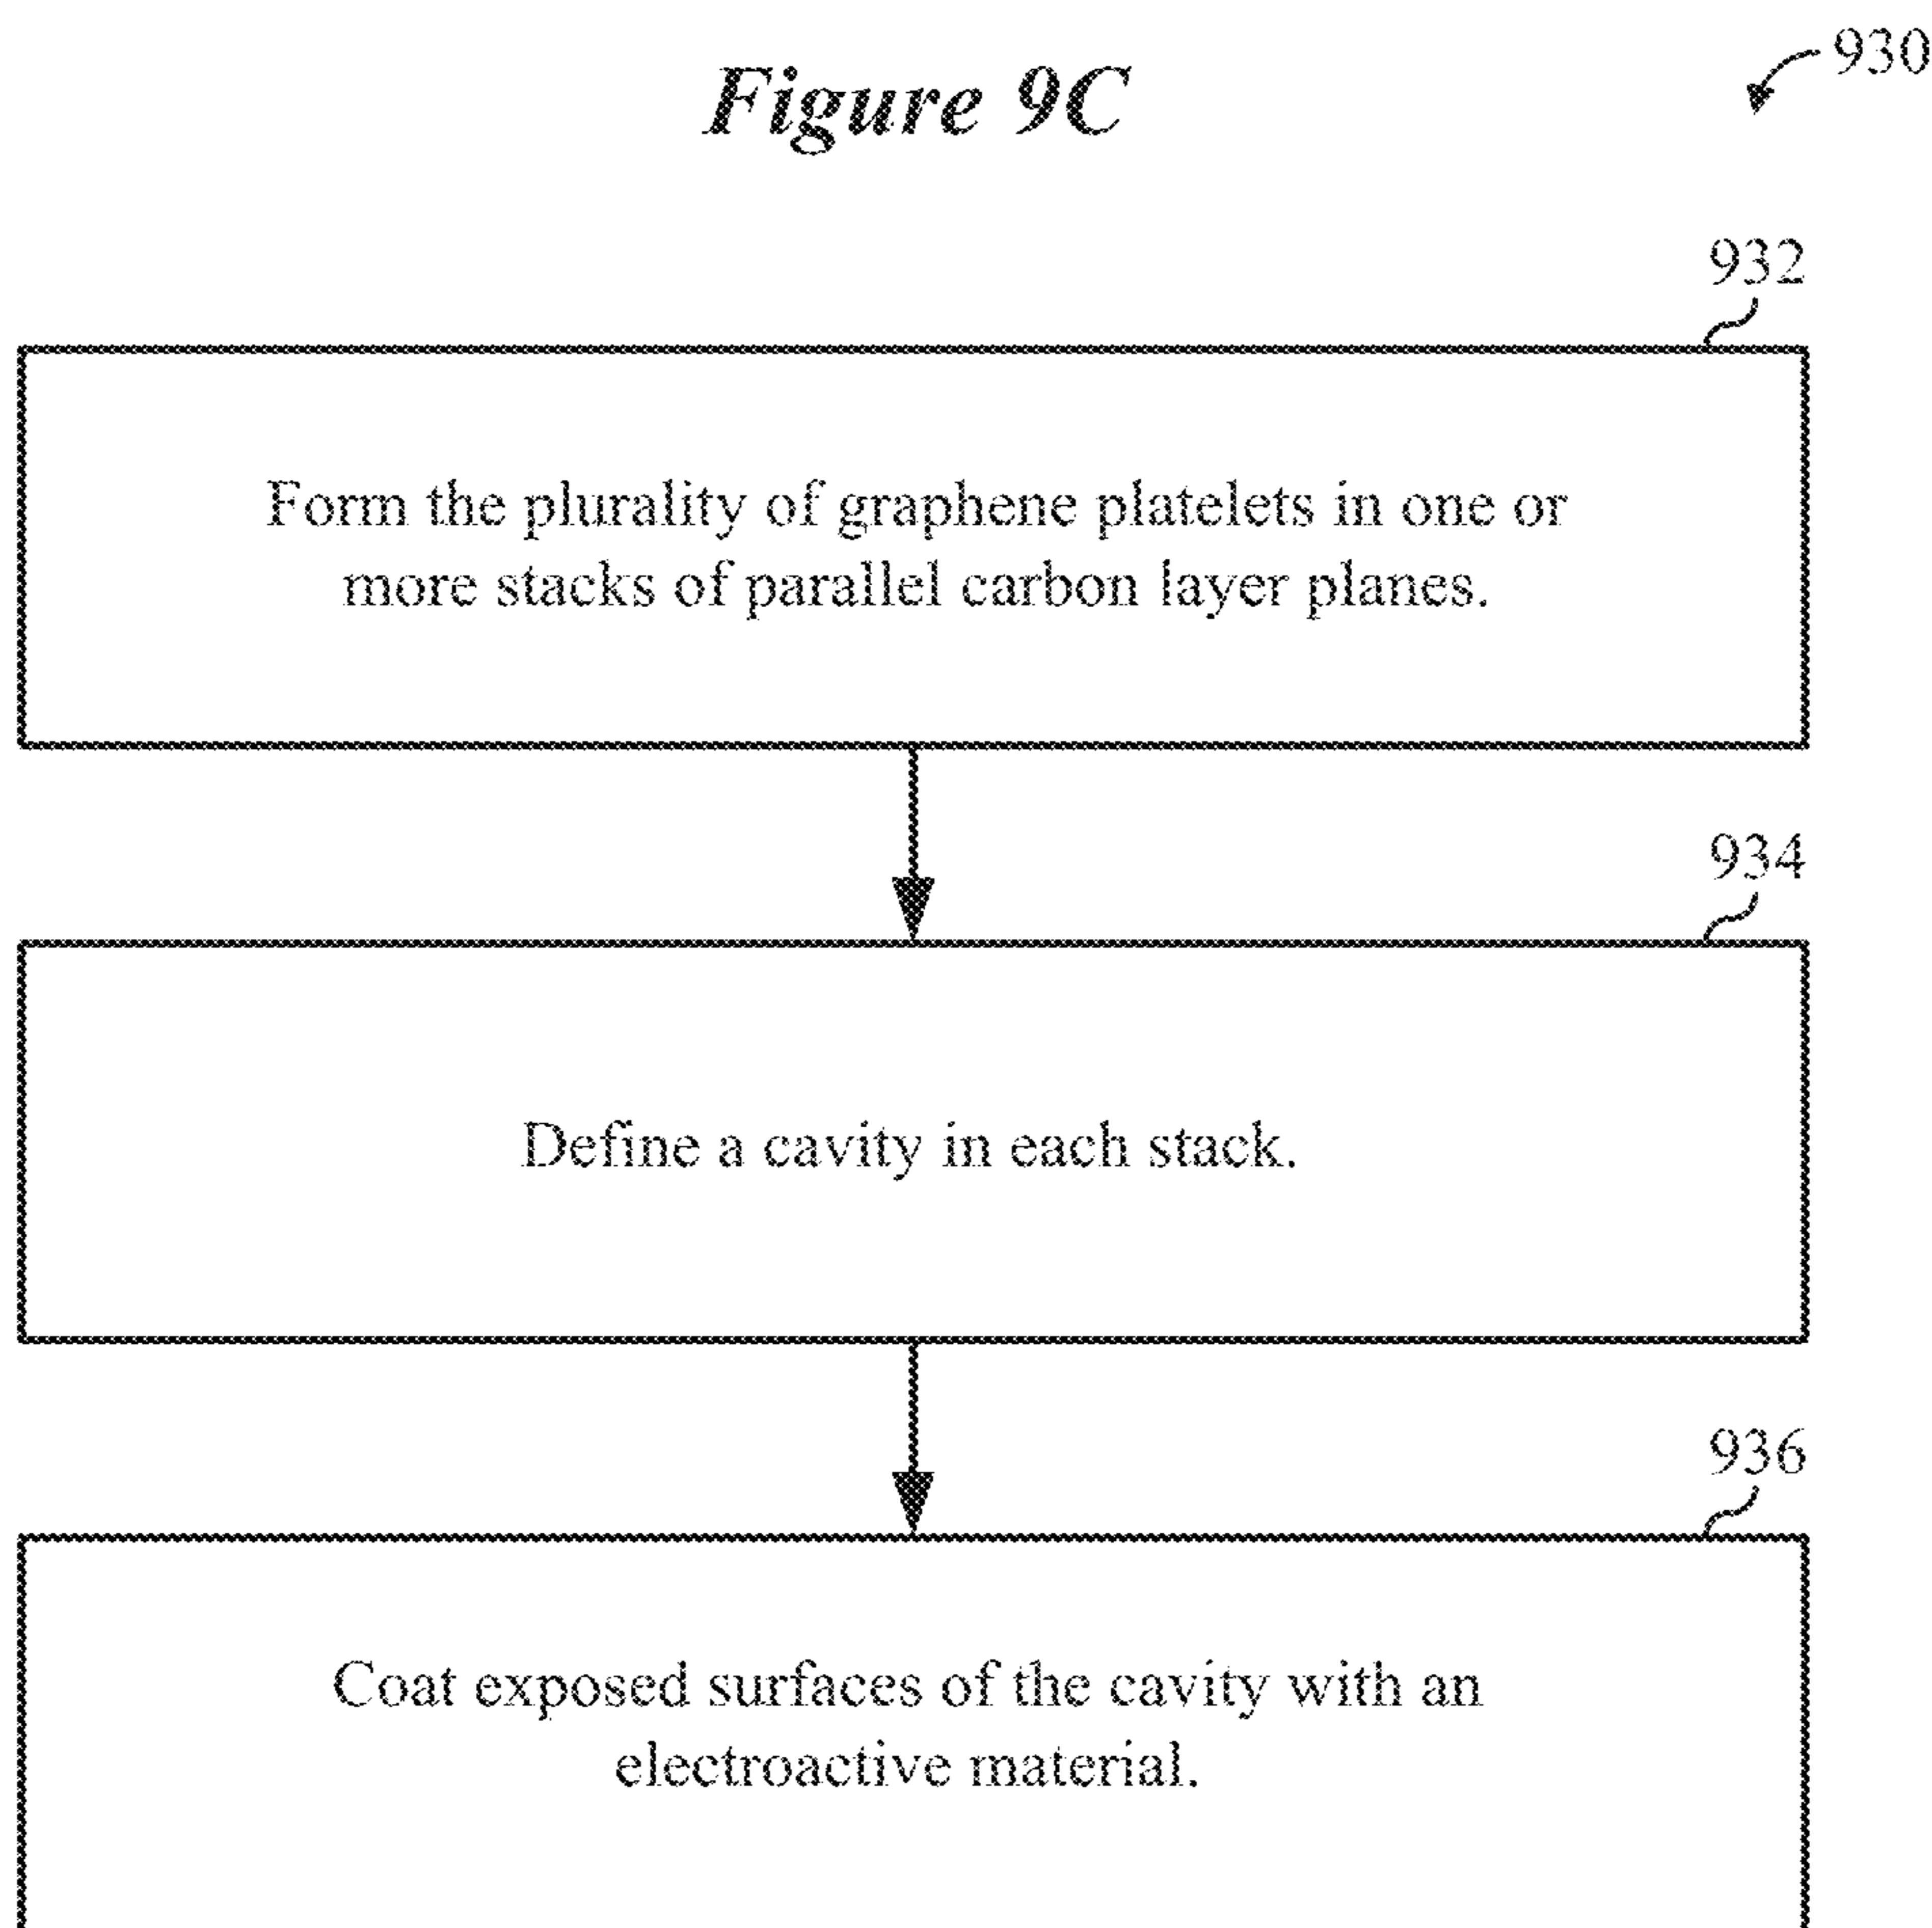 Figure 9C
930
932
Form the plurality of graphene platelets in one or
more stacks of parallel carbon layer planes.
934
Define a cavity in each stack.
936
Coat exposed surfaces of the cavity with an
electroactive material.